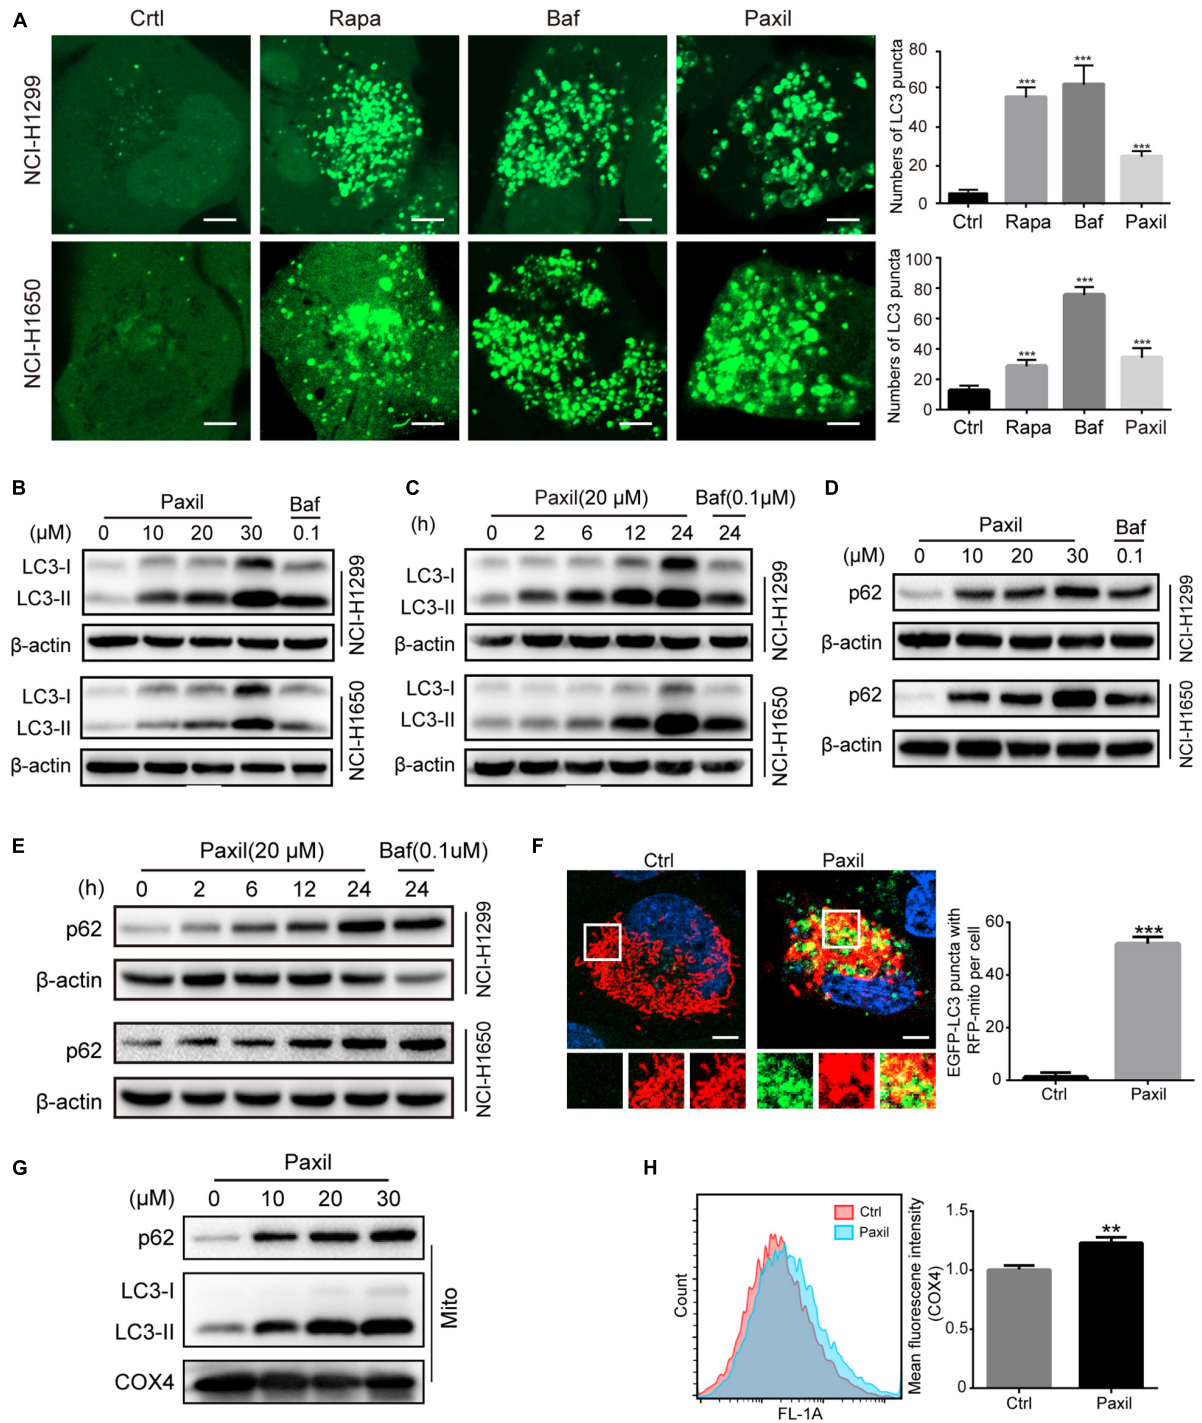 A
Crtl Rapa Baf Paxil
NCI-H1299
Numbers of LC3 puncta
80
60
40
20
0
*** *** ***
Ctrl Rapa Baf Paxil
NCI-H1650
Numbers of LC3 puncta
100
80
60
40
20
0
*** *** ***
Ctrl Rapa Baf Paxil
B
Paxil Baf
(μM) 0 10 20 30 0.1
LC3-I
LC3-II
β-actin
NCI-H1299
LC3-I
LC3-II
β-actin
NCI-H1650
C
Paxil(20 μM) Baf(0.1μM)
(h) 0 2 6 12 24 24
LC3-I
LC3-II
β-actin
NCI-H1299
LC3-I
LC3-II
β-actin
NCI-H1650
D
Paxil Baf
(μM) 0 10 20 30 0.1
p62
β-actin
NCI-H1299
p62
β-actin
NCI-H1650
E
Paxil(20 μM) Baf(0.1uM)
(h) 0 2 6 12 24 24
p62
β-actin
NCI-H1299
p62
β-actin
NCI-H1650
F
Ctrl Paxil
EGFP-LC3 puncta with
RFP-mito per cell
60
40
20
0
***
Ctrl Paxil
G
Paxil
(μM) 0 10 20 30
p62
LC3-I
LC3-II
COX4
Mito
H
Count
Ctrl
Paxil
FL-1A
Mean fluorescene intensity
(COX4)
1.5
1.0
0.5
0
**
Ctrl Paxil